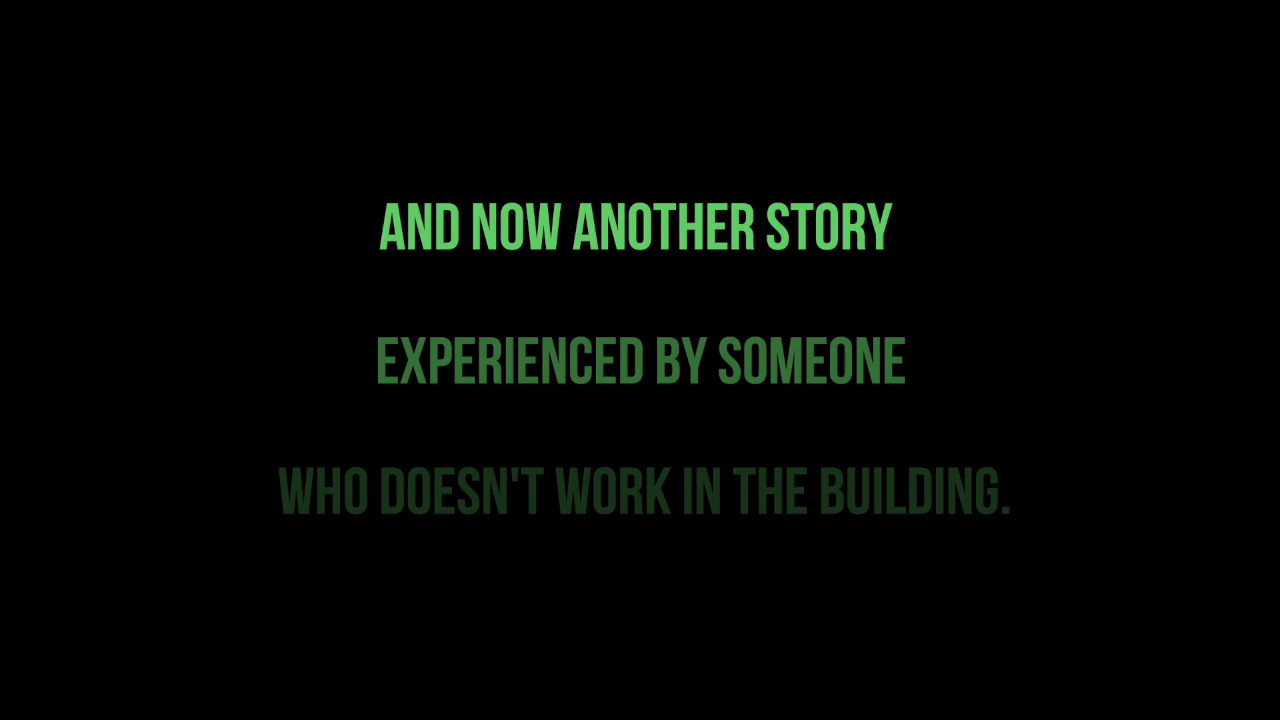 AND NOW ANOTHER STORY
EXPERIENCED BY SOMEONE
WHO DOESN'T WORK IN THE BUILDING.